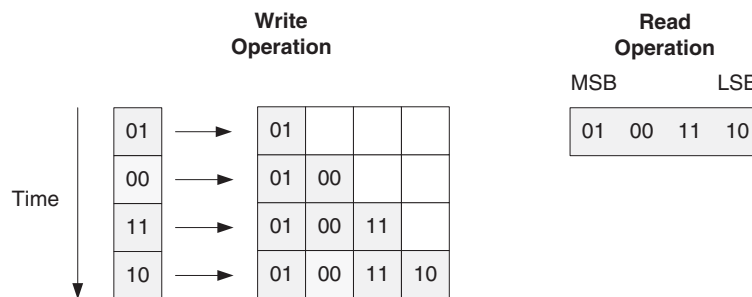 Write
Operation
Read
Operation
MSB LSB
01 00 11 10
Time
01 01
00 01 00
11 01 00 11
10 01 00 11 10